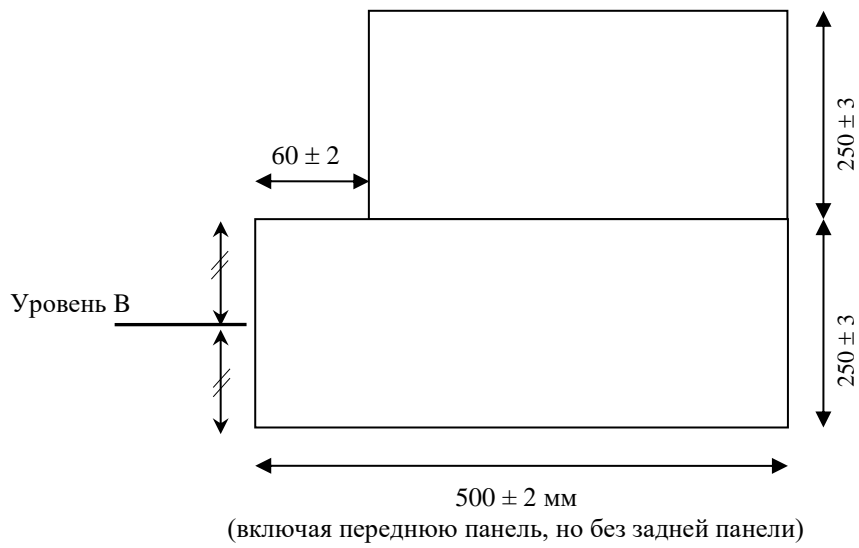 250 ± 3
60 ± 2
Уровень В
250 ± 3
500 ± 2 мм
(включая переднюю панель, но без задней панели)